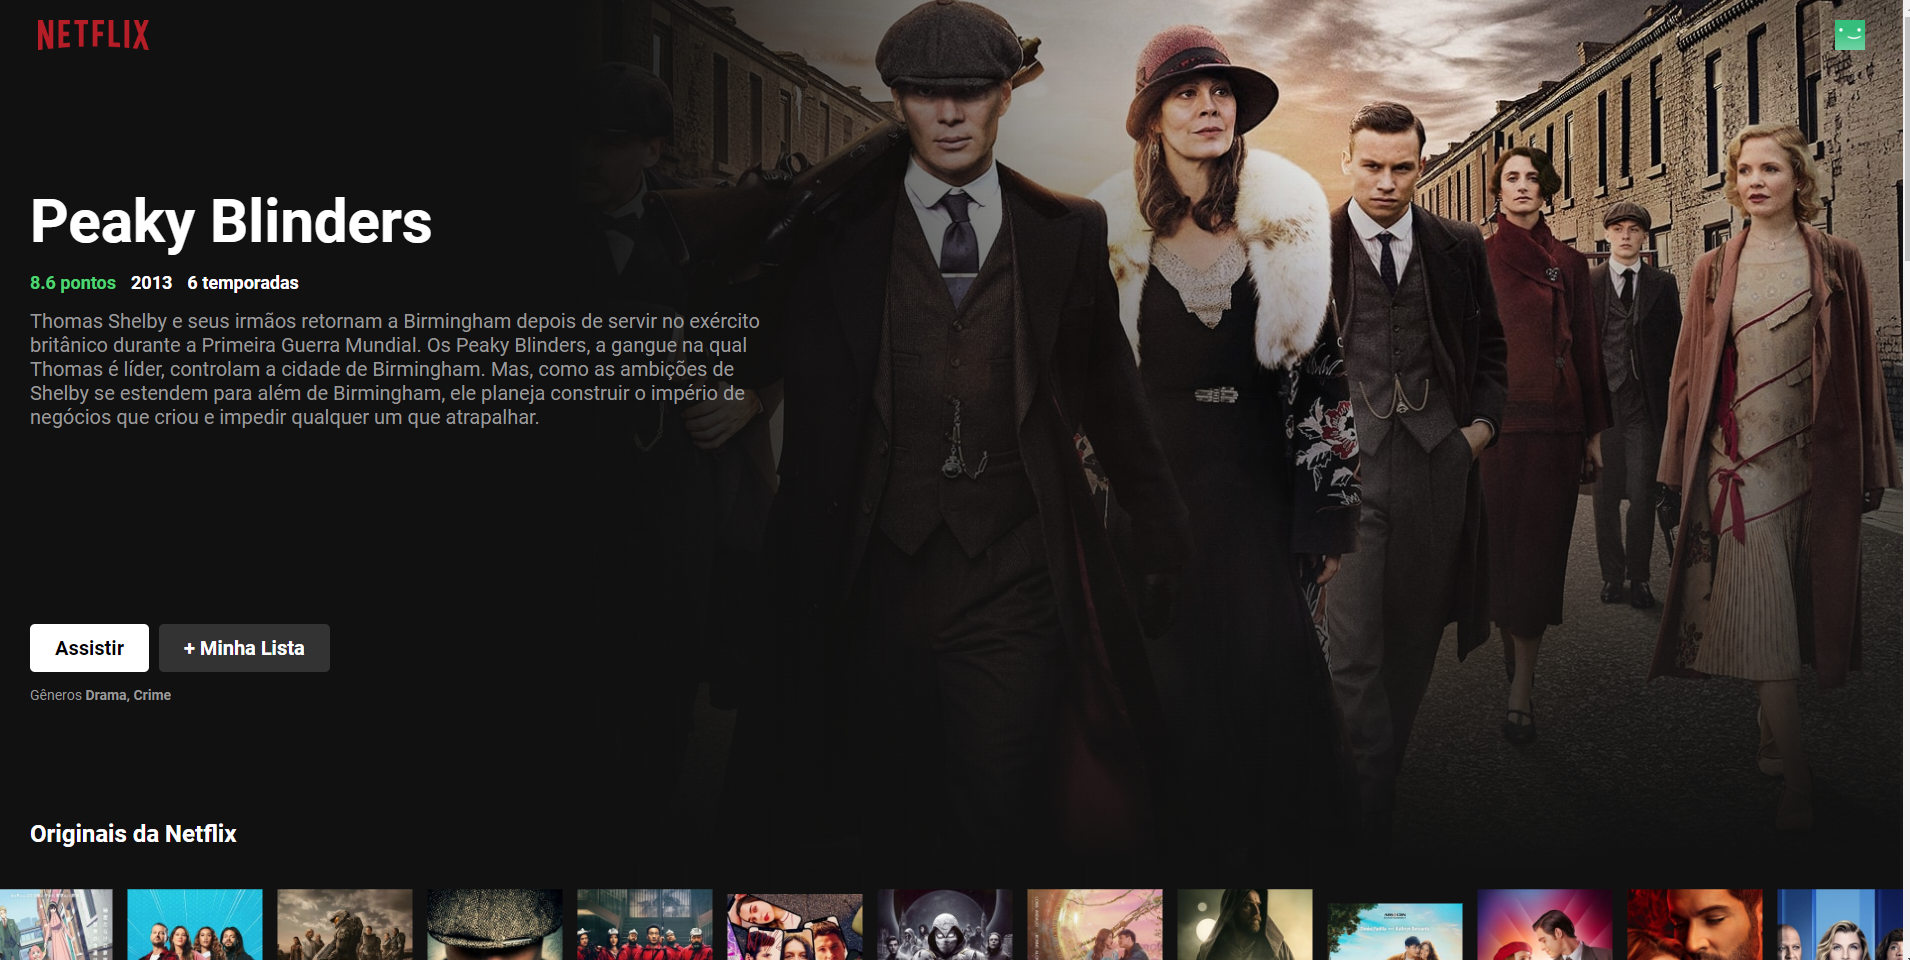 NETFLIX
Peaky Blinders
8.6 pontos 2013 6 temporadas
Thomas Shelby e seus irmãos retornam a Birmingham depois de servir no exército
britânico durante a Primeira Guerra Mundial. Os Peaky Blinders, a gangue na qual
Thomas é líder, controlam a cidade de Birmingham. Mas, como as ambições de
Shelby se estendem para além de Birmingham, ele planeja construir o império de
negócios que criou e impedir qualquer um que atrapalhar.
Assistir
+ Minha Lista
Gêneros Drama, Crime
Originais da Netflix